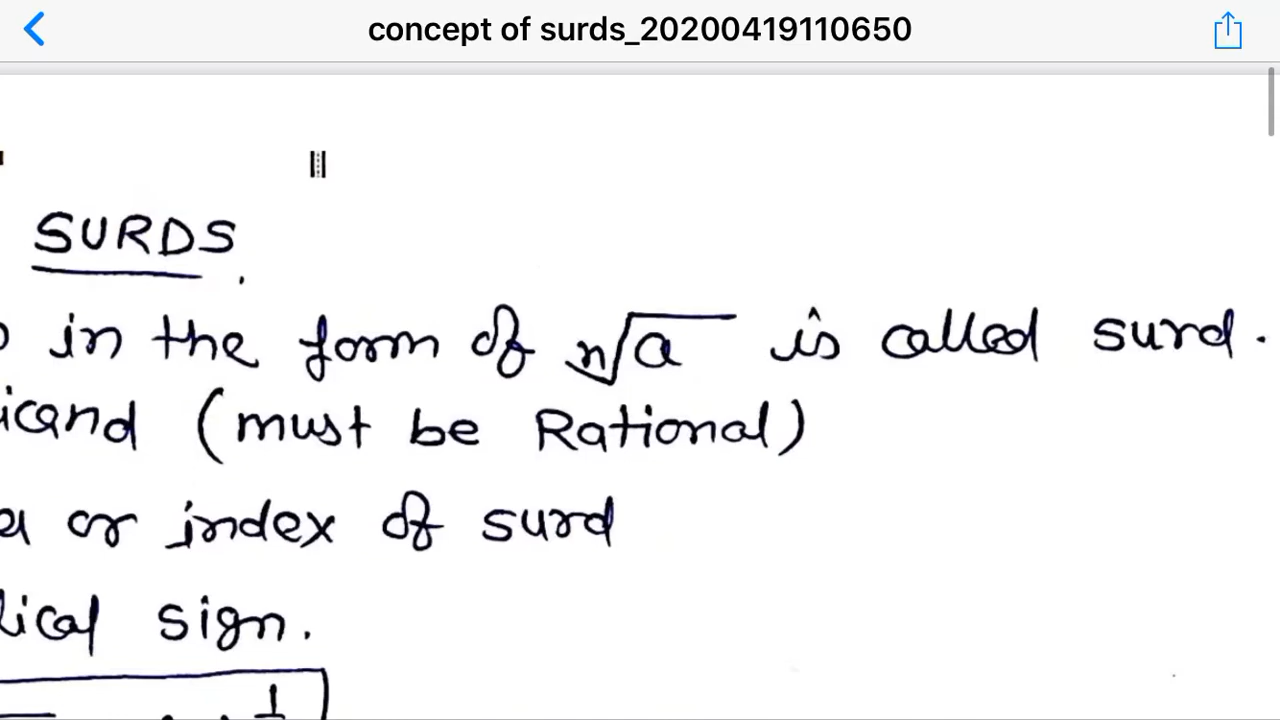 concept of surds_20200419110650
SURDS.
in the form of ⁿ√a is called surd.
icand (must be Rational)
or index of surd
ical sign.
1